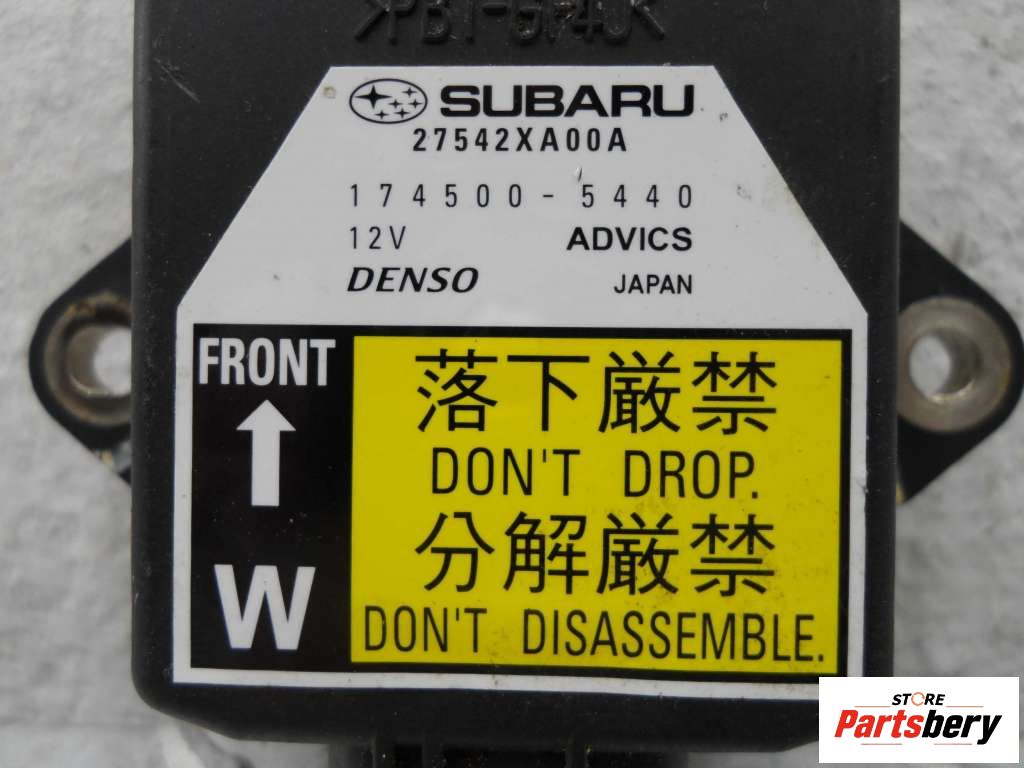 SUBARU
27542XA00A
174500-5440
12V ADVICS
DENSO JAPAN
FRONT
W
落下厳禁
DON'T DROP.
分解厳禁
DON'T DISASSEMBLE.
STORE
Partsbery